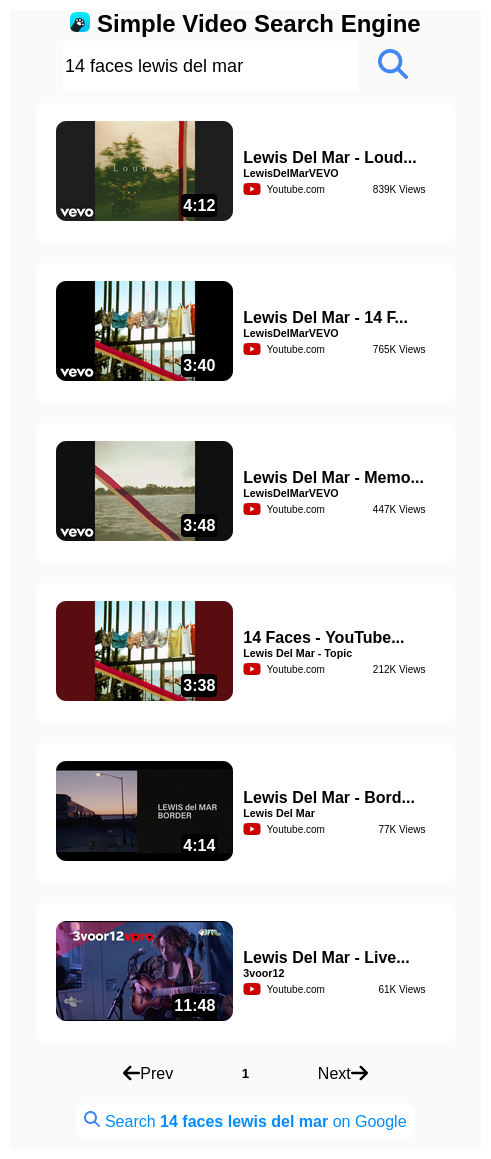 Simple Video Search Engine
14 faces lewis del mar
Loud
vevo
4:12
Lewis Del Mar - Loud...
LewisDelMarVEVO
Youtube.com
839K Views
vevo
3:40
Lewis Del Mar - 14 F...
LewisDelMarVEVO
Youtube.com
765K Views
vevo
3:48
Lewis Del Mar - Memo...
LewisDelMarVEVO
Youtube.com
447K Views
3:38
14 Faces - YouTube...
Lewis Del Mar - Topic
Youtube.com
212K Views
LEWIS del MAR
BORDER
4:14
Lewis Del Mar - Bord...
Lewis Del Mar
Youtube.com
77K Views
3voor12vpro
3FM
11:48
Lewis Del Mar - Live...
3voor12
Youtube.com
61K Views
Prev
1
Next
Search 14 faces lewis del mar on Google